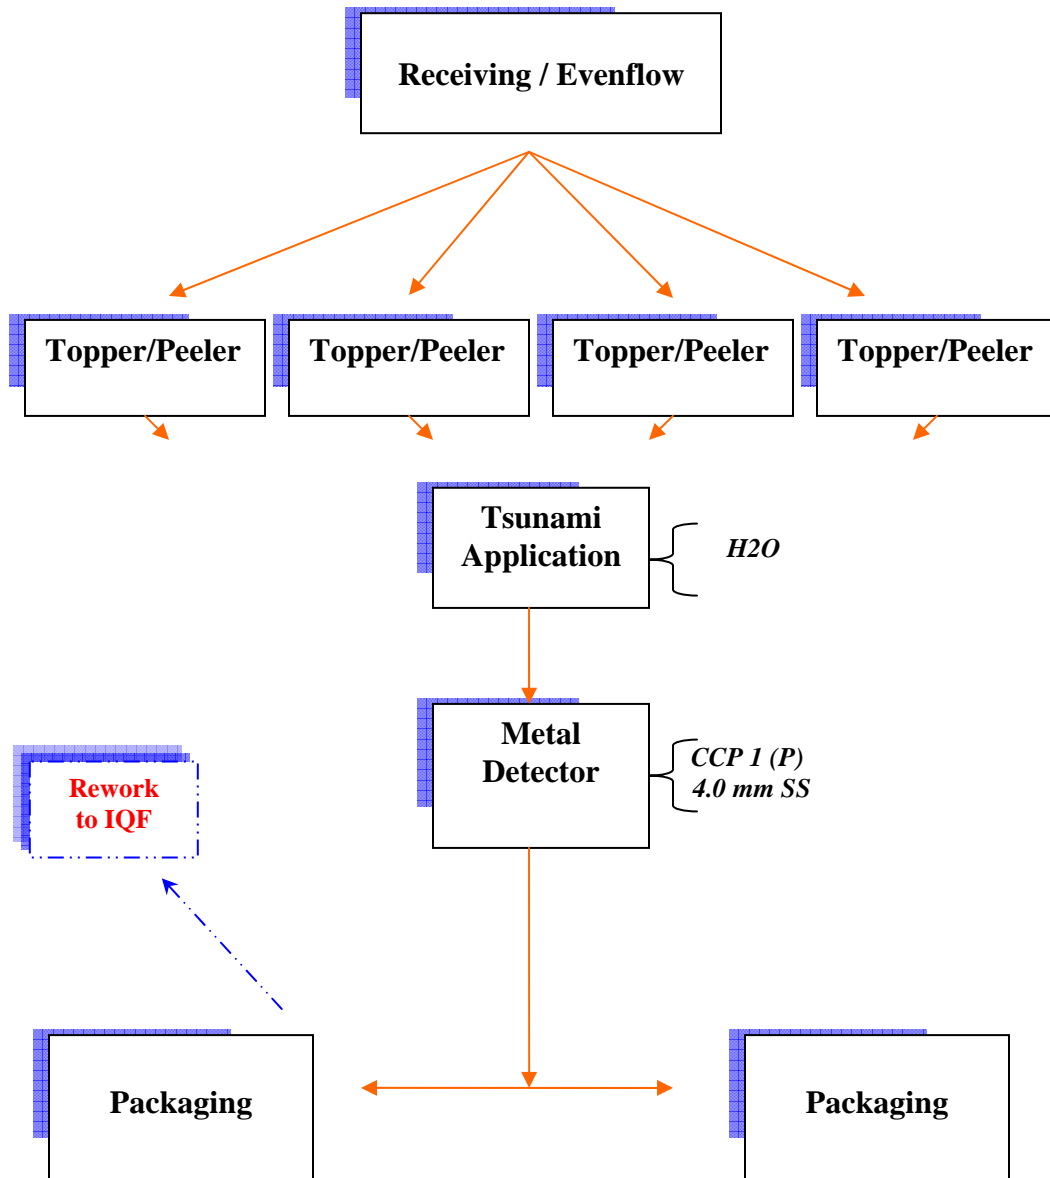 Receiving / Evenflow
Topper/Peeler
Topper/Peeler
Topper/Peeler
Topper/Peeler
Tsunami
Application
H2O
Metal
Detector
CCP 1 (P)
4.0 mm SS
Rework
to IQF
Packaging
Packaging